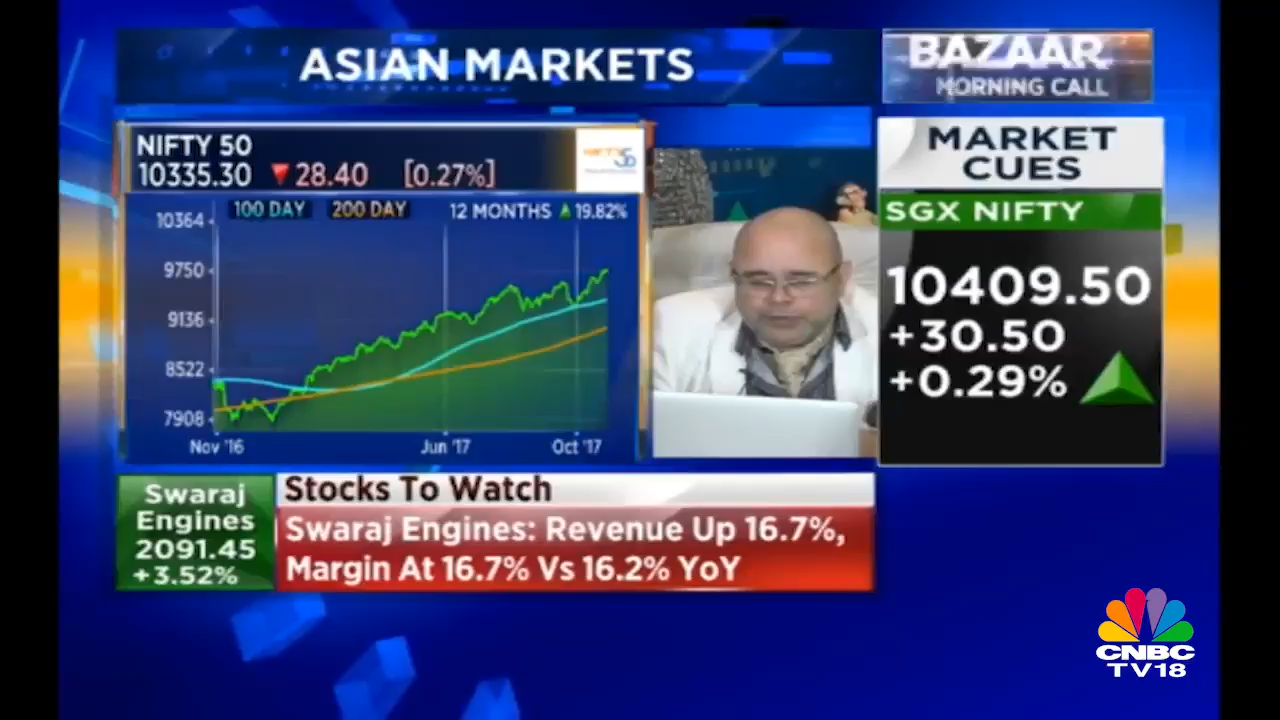 ASIAN MARKETS
BAZAAR
MORNING CALL
NIFTY 50
10335.30 ▼28.40 [0.27%]
100 DAY 200 DAY 12 MONTHS ▲19.82%
10364
9750
9136
8522
7908
Nov '16 Jun '17 Oct '17
MARKET
CUES
SGX NIFTY
10409.50
+30.50
+0.29%
Swaraj
Engines
2091.45
+3.52%
Stocks To Watch
Swaraj Engines: Revenue Up 16.7%,
Margin At 16.7% Vs 16.2% YoY
CNBC
TV18